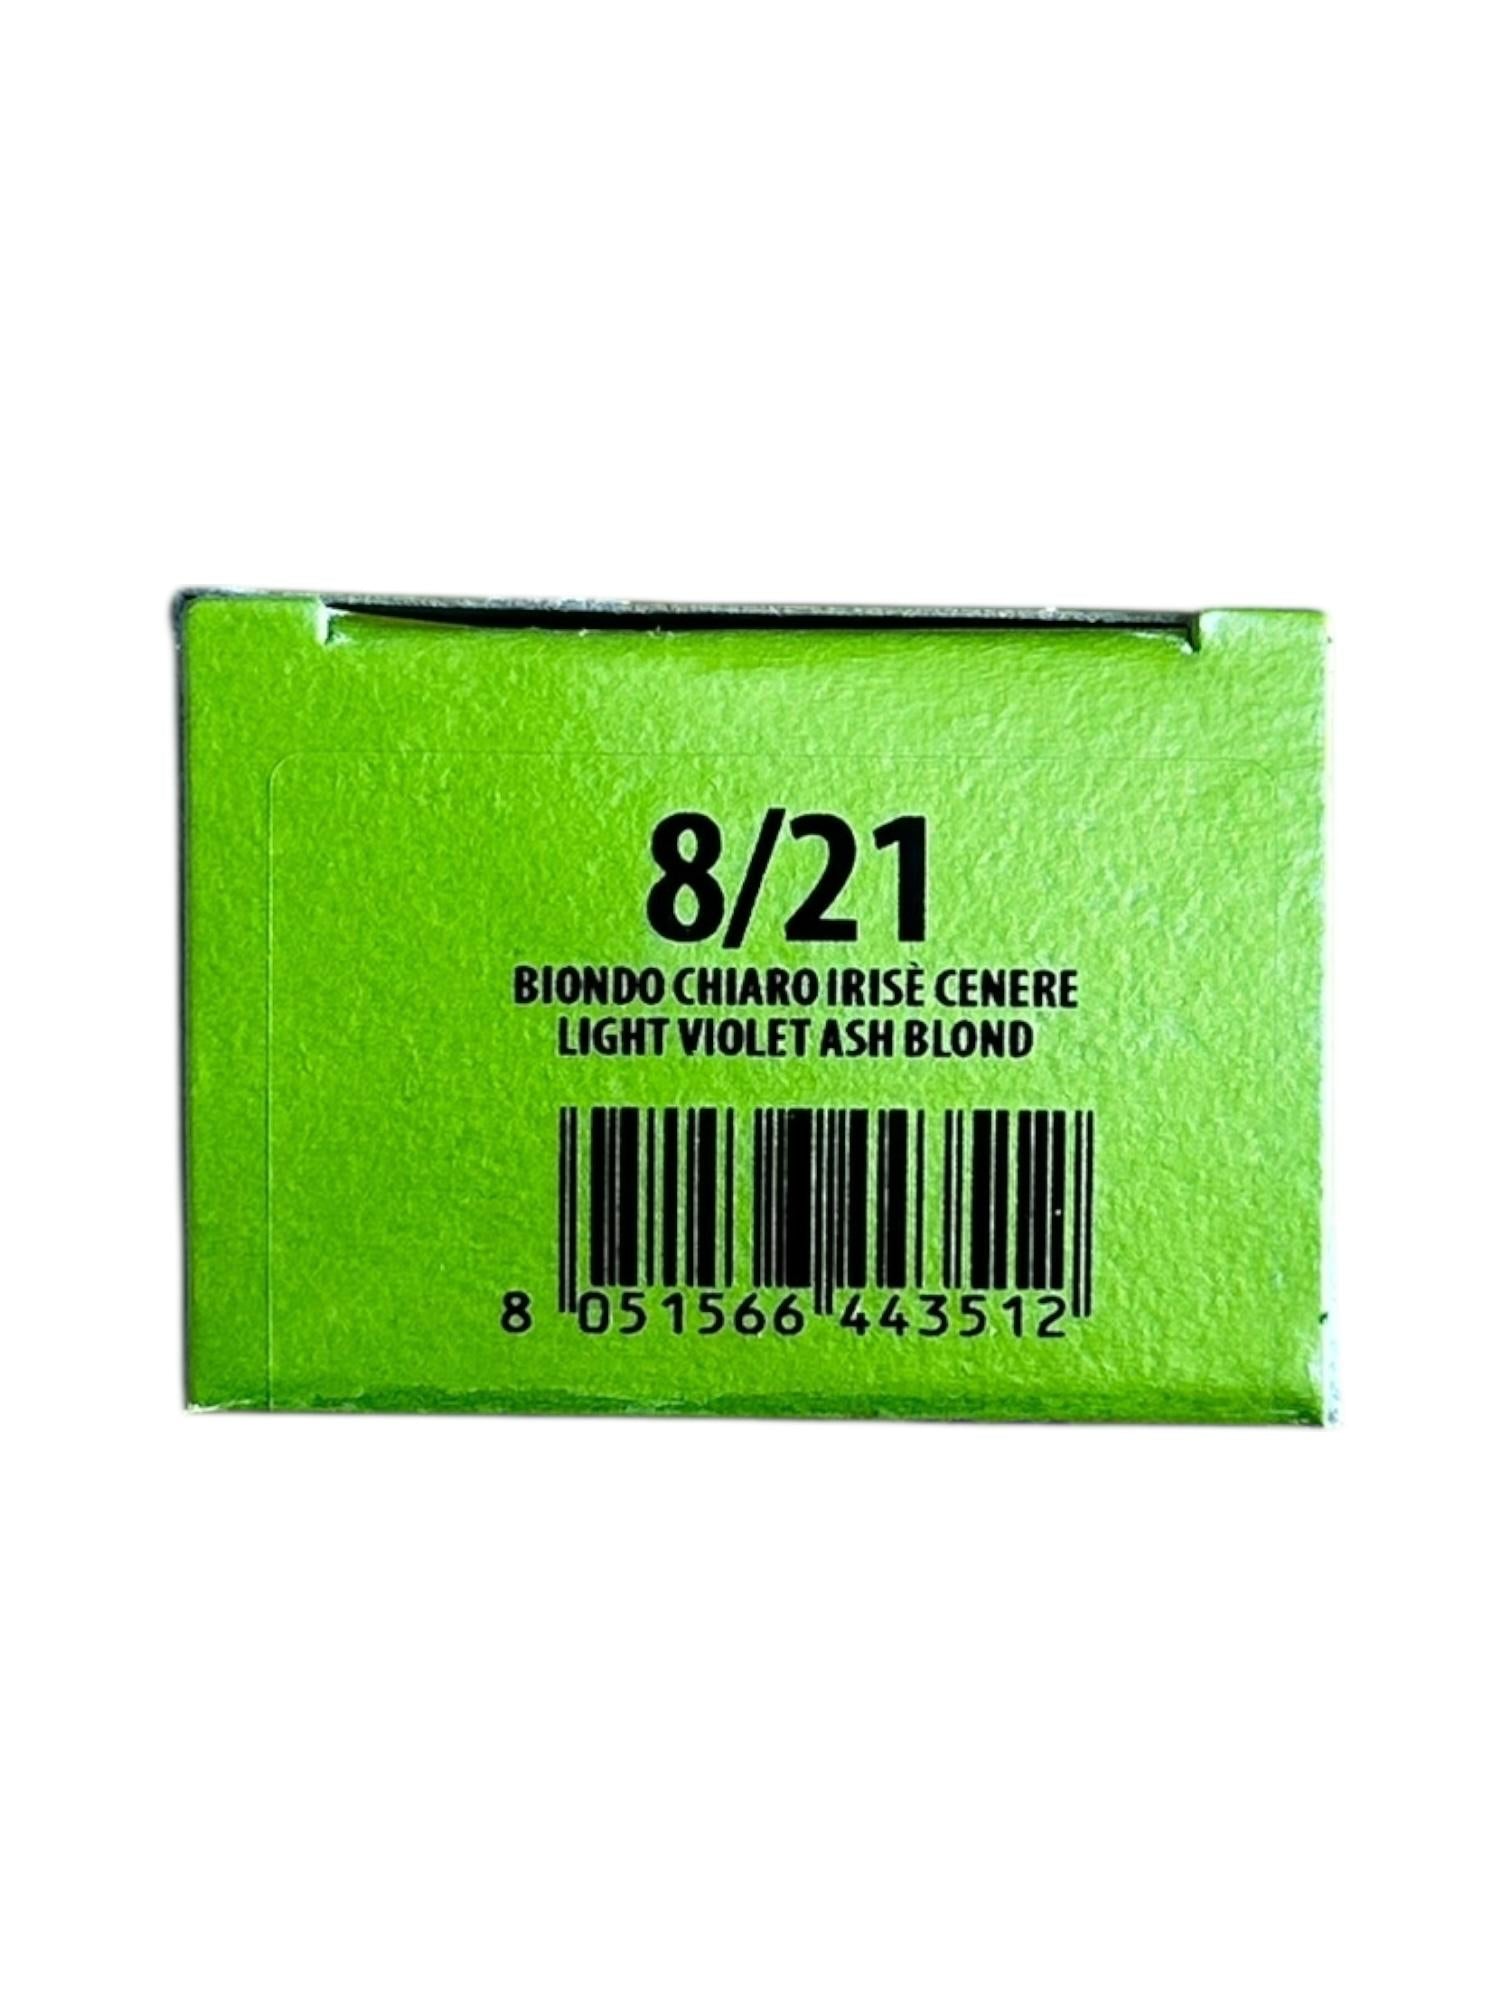 8/21
BIONDO CHIARO IRISÈ CENERE
LIGHT VIOLET ASH BLOND
8 051566 443512